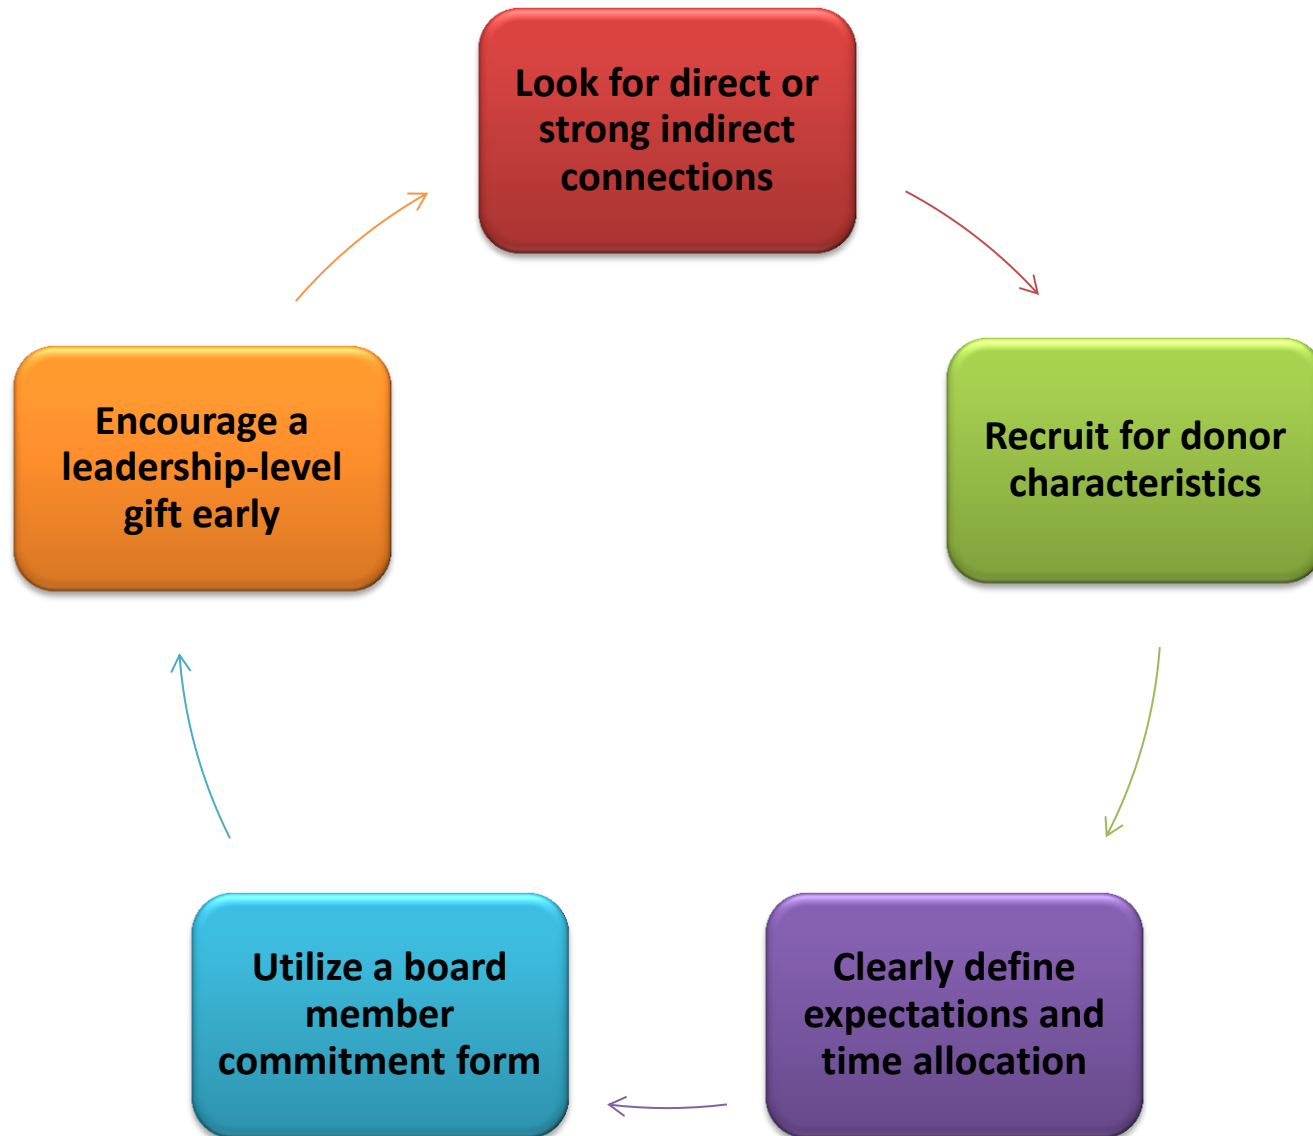 Look for direct or
strong indirect
connections
Recruit for donor
characteristics
Clearly define
expectations and
time allocation
Utilize a board
member
commitment form
Encourage a
leadership-level
gift early